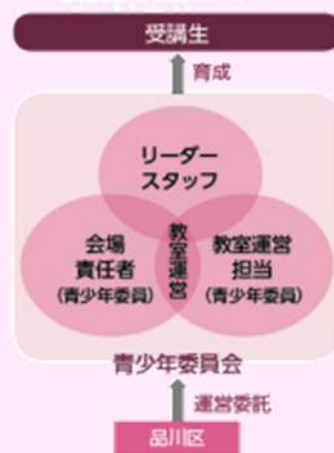 受講生
育成
リーダー
スタッフ
会場
責任者
(青少年委員)
教室運営
教室運営
担当
(青少年委員)
青少年委員会
運営委託
品川区